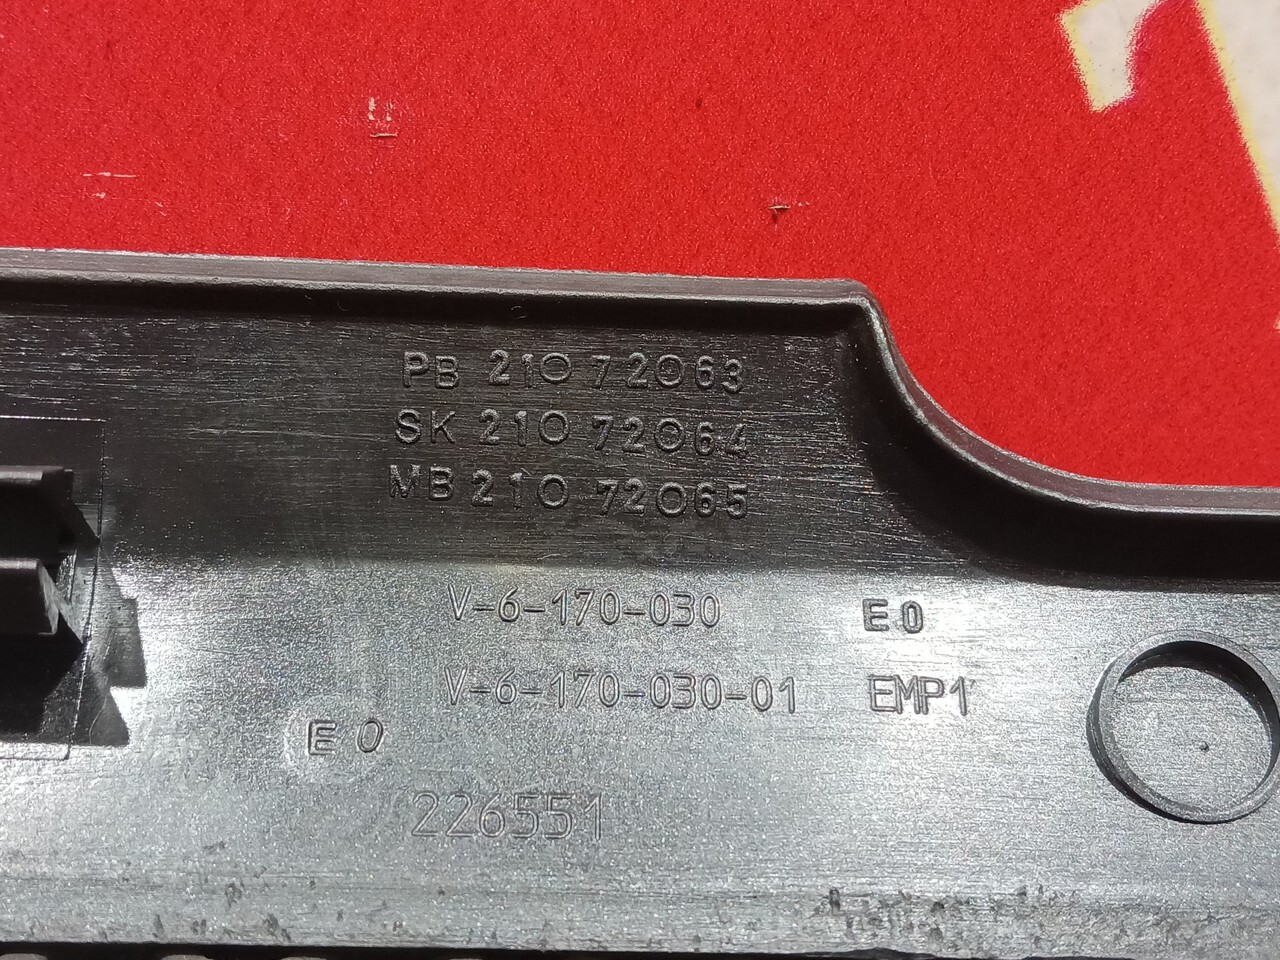 PB 210 72063
SK 210 72064
MB 210 72065
V-6-170-030 E0
V-6-170-030-01 EMP1
E 0
226551